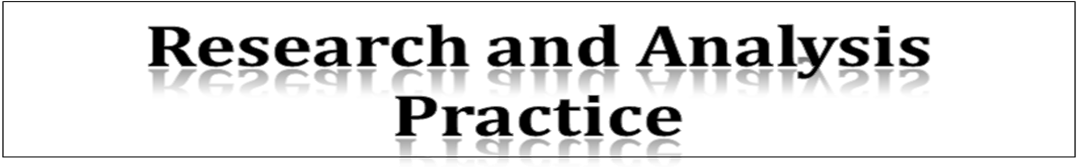 Research and Analysis
Practice